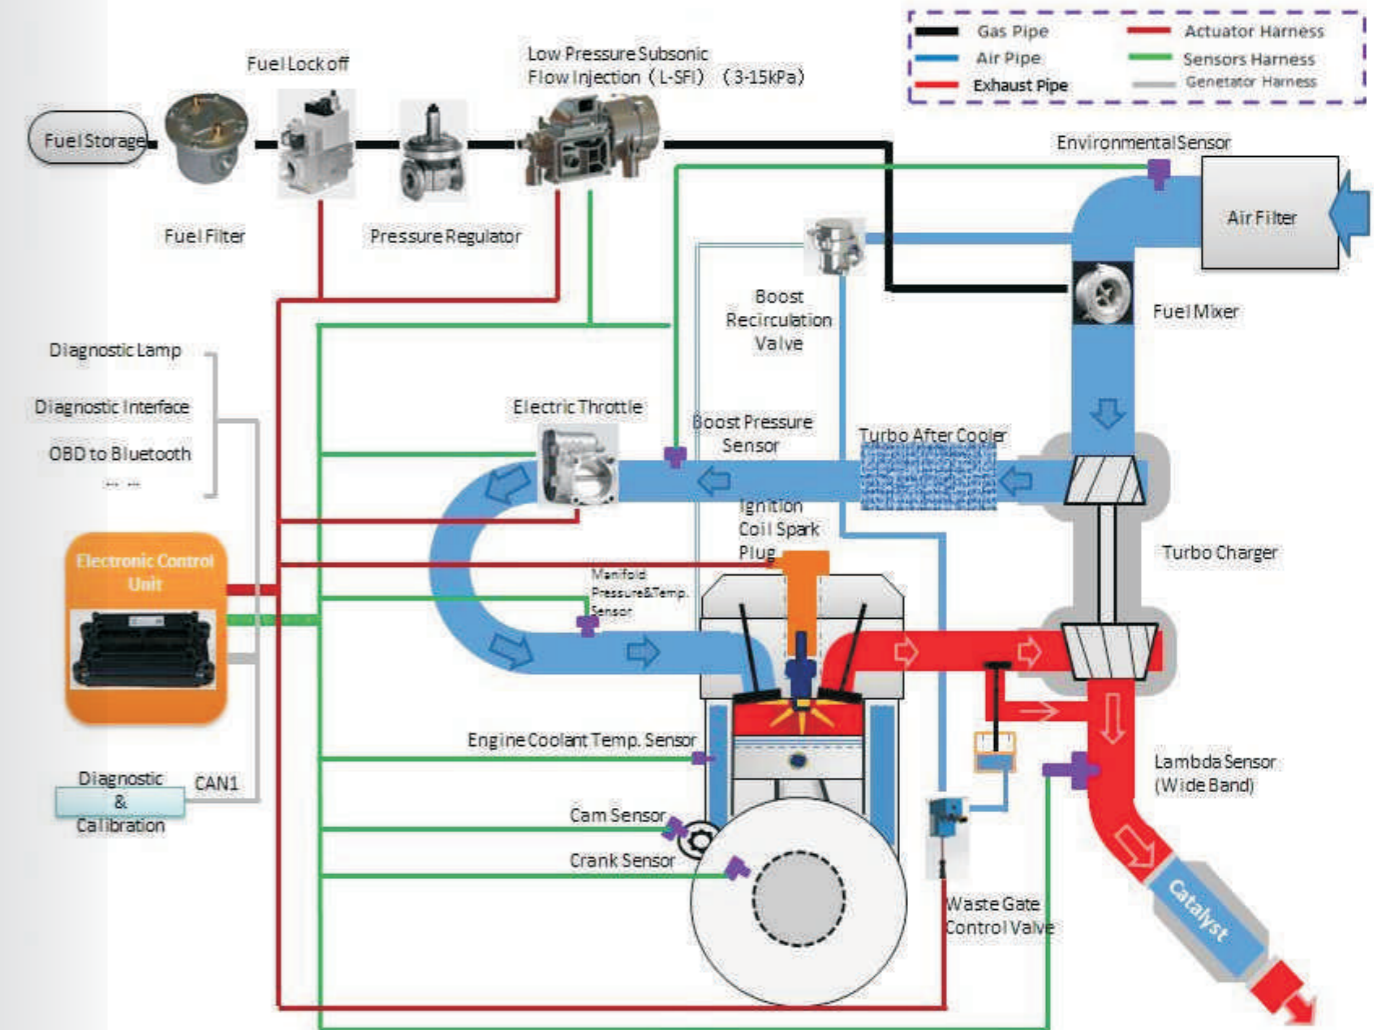 Gas Pipe
Actuator Harness
Air Pipe
Sensors Harness
Exhaust Pipe
Genetator Harness
Fuel Lock off
Low Pressure Subsonic
Flow Injection (L-SFI) (3-15kPa)
Fuel Storage
Environmental Sensor
Air Filter
Fuel Filter
Pressure Regulator
Boost
Recirculation
Valve
Fuel Mixer
Diagnostic Lamp
Diagnostic Interface
OBD to Bluetooth
... ...
Electric Throttle
Boost Pressure
Sensor
Turbo After Cooler
Ignition
Coil Spark
Plug
Turbo Charger
Electronic Control
Unit
Manifold
Pressure&Temp.
Sensor
Engine Coolant Temp. Sensor
Lambda Sensor
(Wide Band)
Diagnostic
&
Calibration
CAN1
Cam Sensor
Crank Sensor
Waste Gate
Control Valve
Catalyst